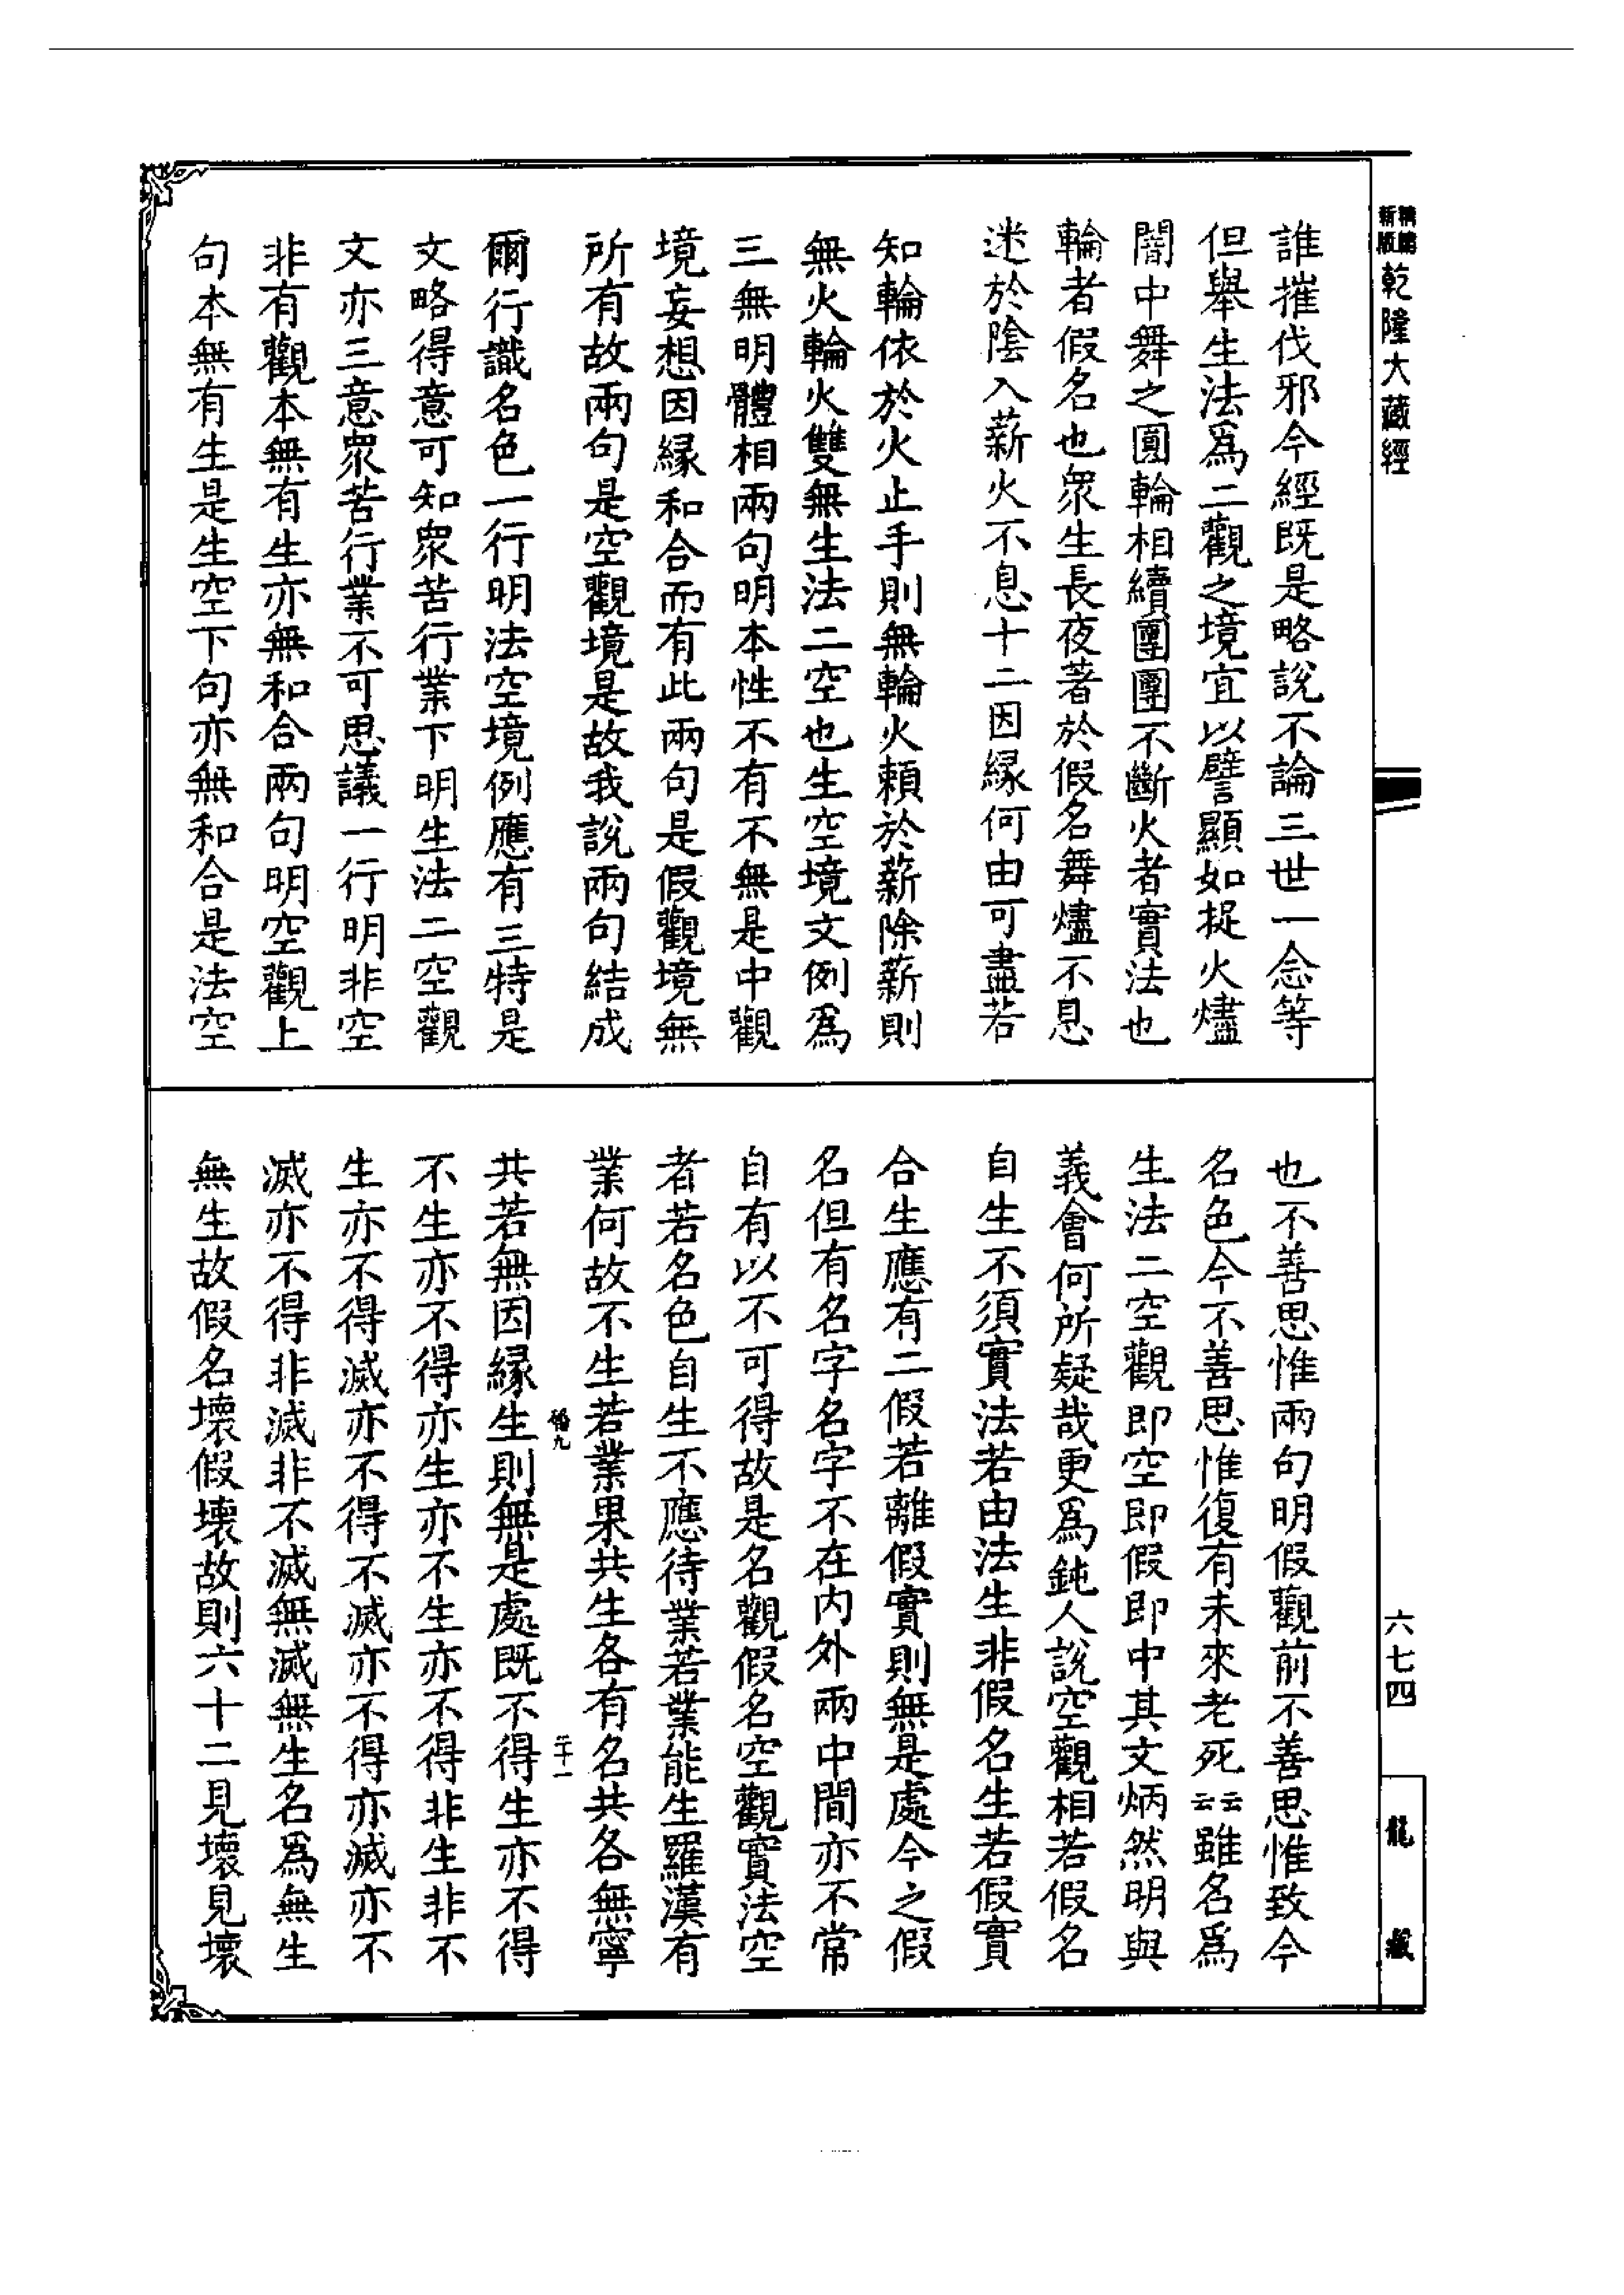 精編新版
乾隆大藏經
誰摧伐邪今經既是略說不論三世一念等
但舉生法爲二觀之境宜以譬顯如捉火燼
闇中舞之圓輪相續團團不斷火者實法也
輪者假名也眾生長夜著於假名舞燼不息
迷於陰入薪火不息十二因緣何由可盡若
知輪依於火止手則無輪火賴於薪除薪則
無火輪火雙無生法二空也生空境文例爲
三無明體相兩句明本性不有不無是中觀
境妄想因緣和合而有此兩句是假觀境無
所有故兩句是空觀境是故我說兩句結成
爾行識名色一行明法空境例應有三特是
文略得意可知眾苦行業下明生法二空觀
文亦三意眾苦行業不可思議一行明非空
非有觀本無有生亦無和合兩句明空觀上
句本無有生是生空下句亦無和合是法空
也不善思惟兩句明假觀前不善思惟致今
名色今不善思惟復有未來老死云云雖名爲
生法二空觀即空即假即中其文炳然明與
義會何所疑哉更爲鈍人說空觀相若假名
自生不須實法若由法生非假名生若假實
合生應有二假若離假實則無是處今之假
名但有名字名字不在內外兩中間亦不常
自有以不可得故是名觀假名空觀實法空
者若名色自生不應待業若業能生羅漢有
業何故不生若業果共生各有名共各無寧
共若無因緣生則無是處既不得生亦不得
不生亦不得亦生亦不生亦不得非生非不
生亦不得滅亦不得不滅亦不得亦滅亦不
滅亦不得非滅非不滅無滅無生名爲無生
無生故假名壞假壞故則六十二見壞見壞
二十一
六七四
龍藏